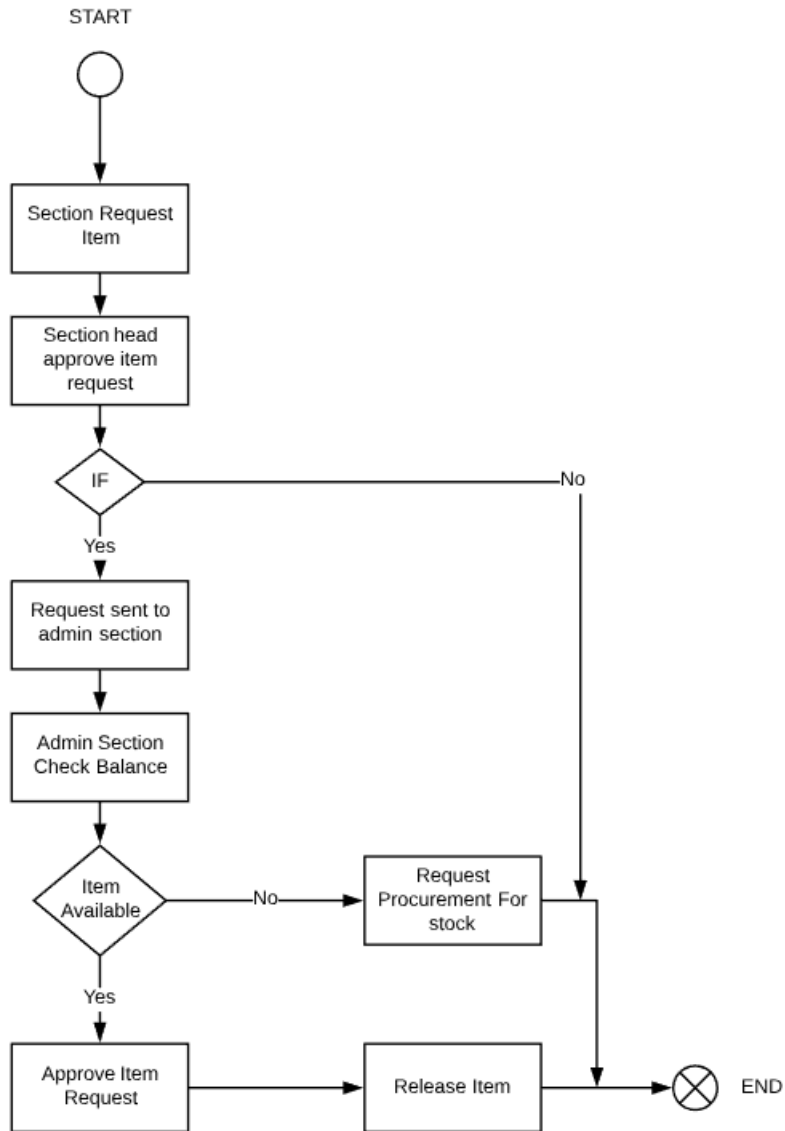 START
Section Request
Item
Section head
approve item
request
IF
No
Yes
Request sent to
admin section
Admin Section
Check Balance
Item
Available
No
Request
Procurement For
stock
Yes
Approve Item
Request
Release Item
END